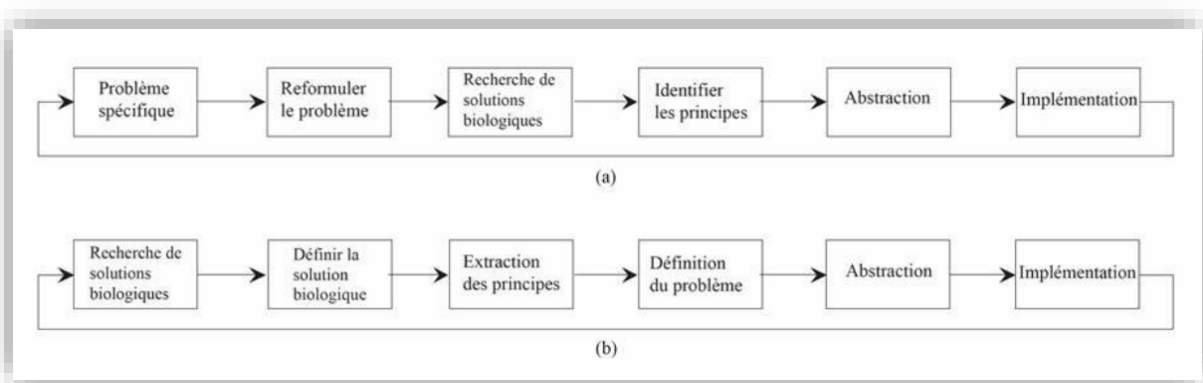 Problème
spécifique
Reformuler
le problème
Recherche de
solutions
biologiques
Identifier
les principes
Abstraction
Implémentation
(a)
Recherche de
solutions
biologiques
Définir la
solution
biologique
Extraction
des principes
Définition
du problème
Abstraction
Implémentation
(b)